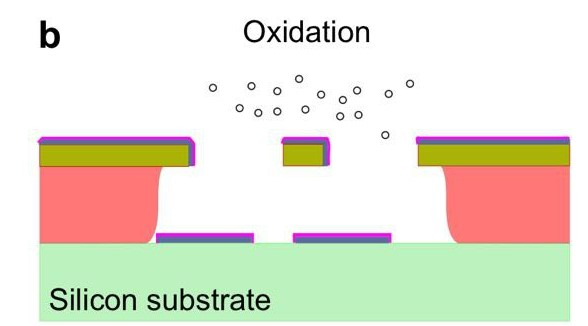 b
Oxidation
Silicon substrate